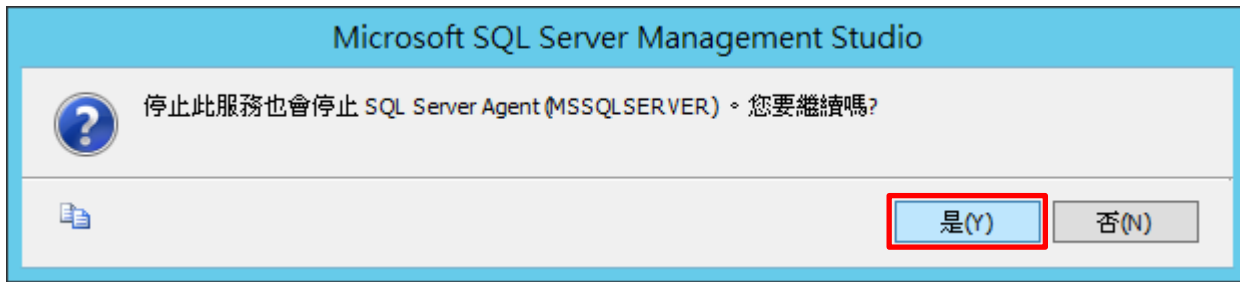 Microsoft SQL Server Management Studio
停止此服務也會停止 SQL Server Agent (MSSQLSERVER) 。您要繼續嗎?
是(Y)
否(N)